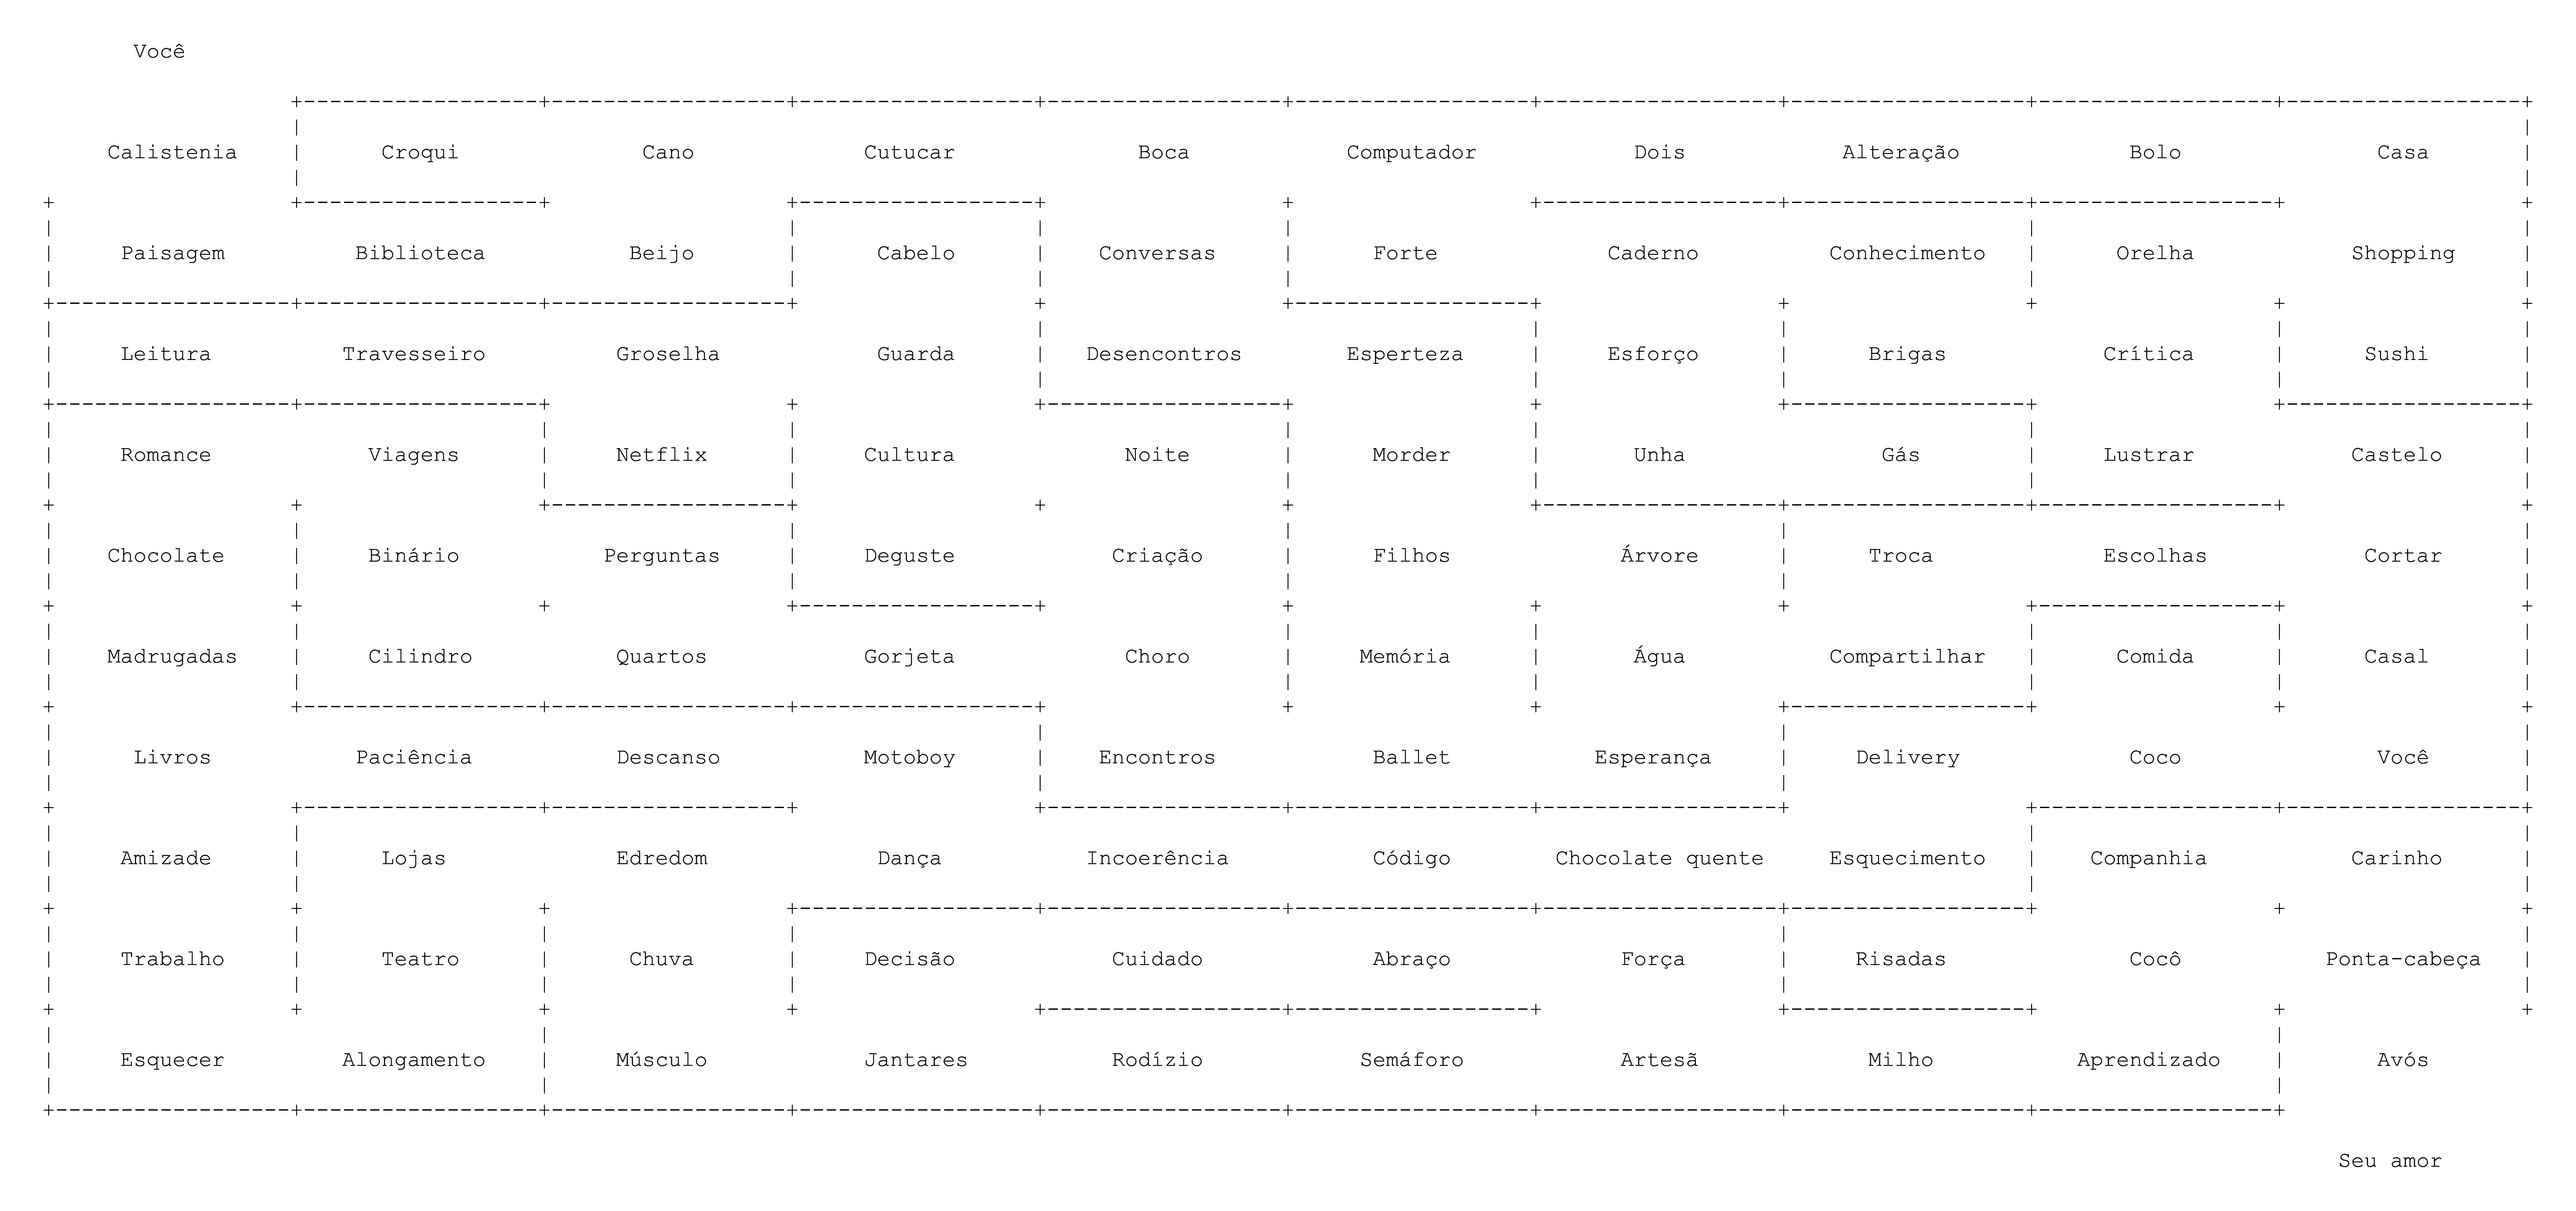 Você
Calistenia Croqui Cano Cutucar Boca Computador Dois Alteração Bolo Casa
Paisagem Biblioteca Beijo Cabelo Conversas Forte Caderno Conhecimento Orelha Shopping
Leitura Travesseiro Groselha Guarda Desencontros Esperteza Esforço Brigas Crítica Sushi
Romance Viagens Netflix Cultura Noite Morder Unha Gás Lustrar Castelo
Chocolate Binário Perguntas Deguste Criação Filhos Árvore Troca Escolhas Cortar
Madrugadas Cilindro Quartos Gorjeta Choro Memória Água Compartilhar Comida Casal
Livros Paciência Descanso Motoboy Encontros Ballet Esperança Delivery Coco Você
Amizade Lojas Edredom Dança Incoerência Código Chocolate quente Esquecimento Companhia Carinho
Trabalho Teatro Chuva Decisão Cuidado Abraço Força Risadas Cocô Ponta-cabeça
Esquecer Alongamento Músculo Jantares Rodízio Semáforo Artesã Milho Aprendizado Avós
Seu amor